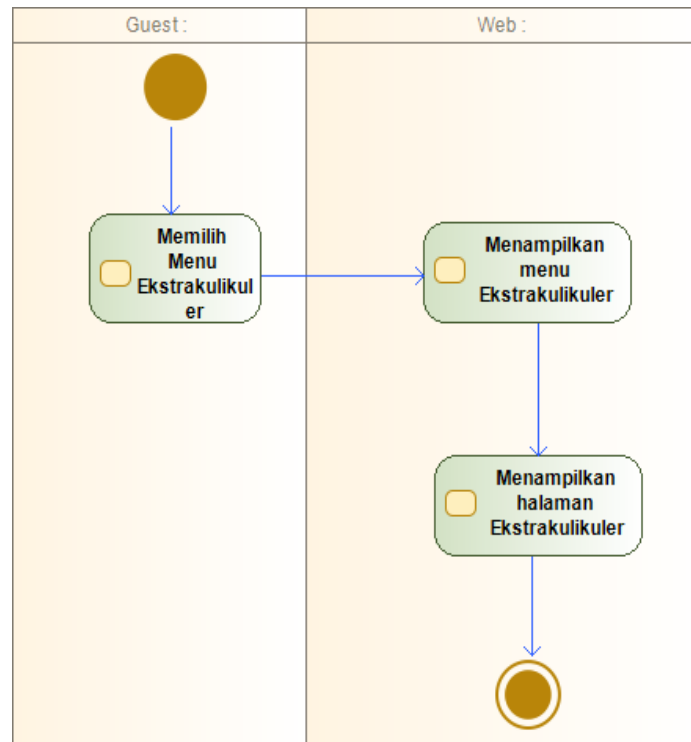 Guest :
Web :
Memilih
Menu
Ekstrakulikul
er
Menampilkan
menu
Ekstrakulikuler
Menampilkan
halaman
Ekstrakulikuler